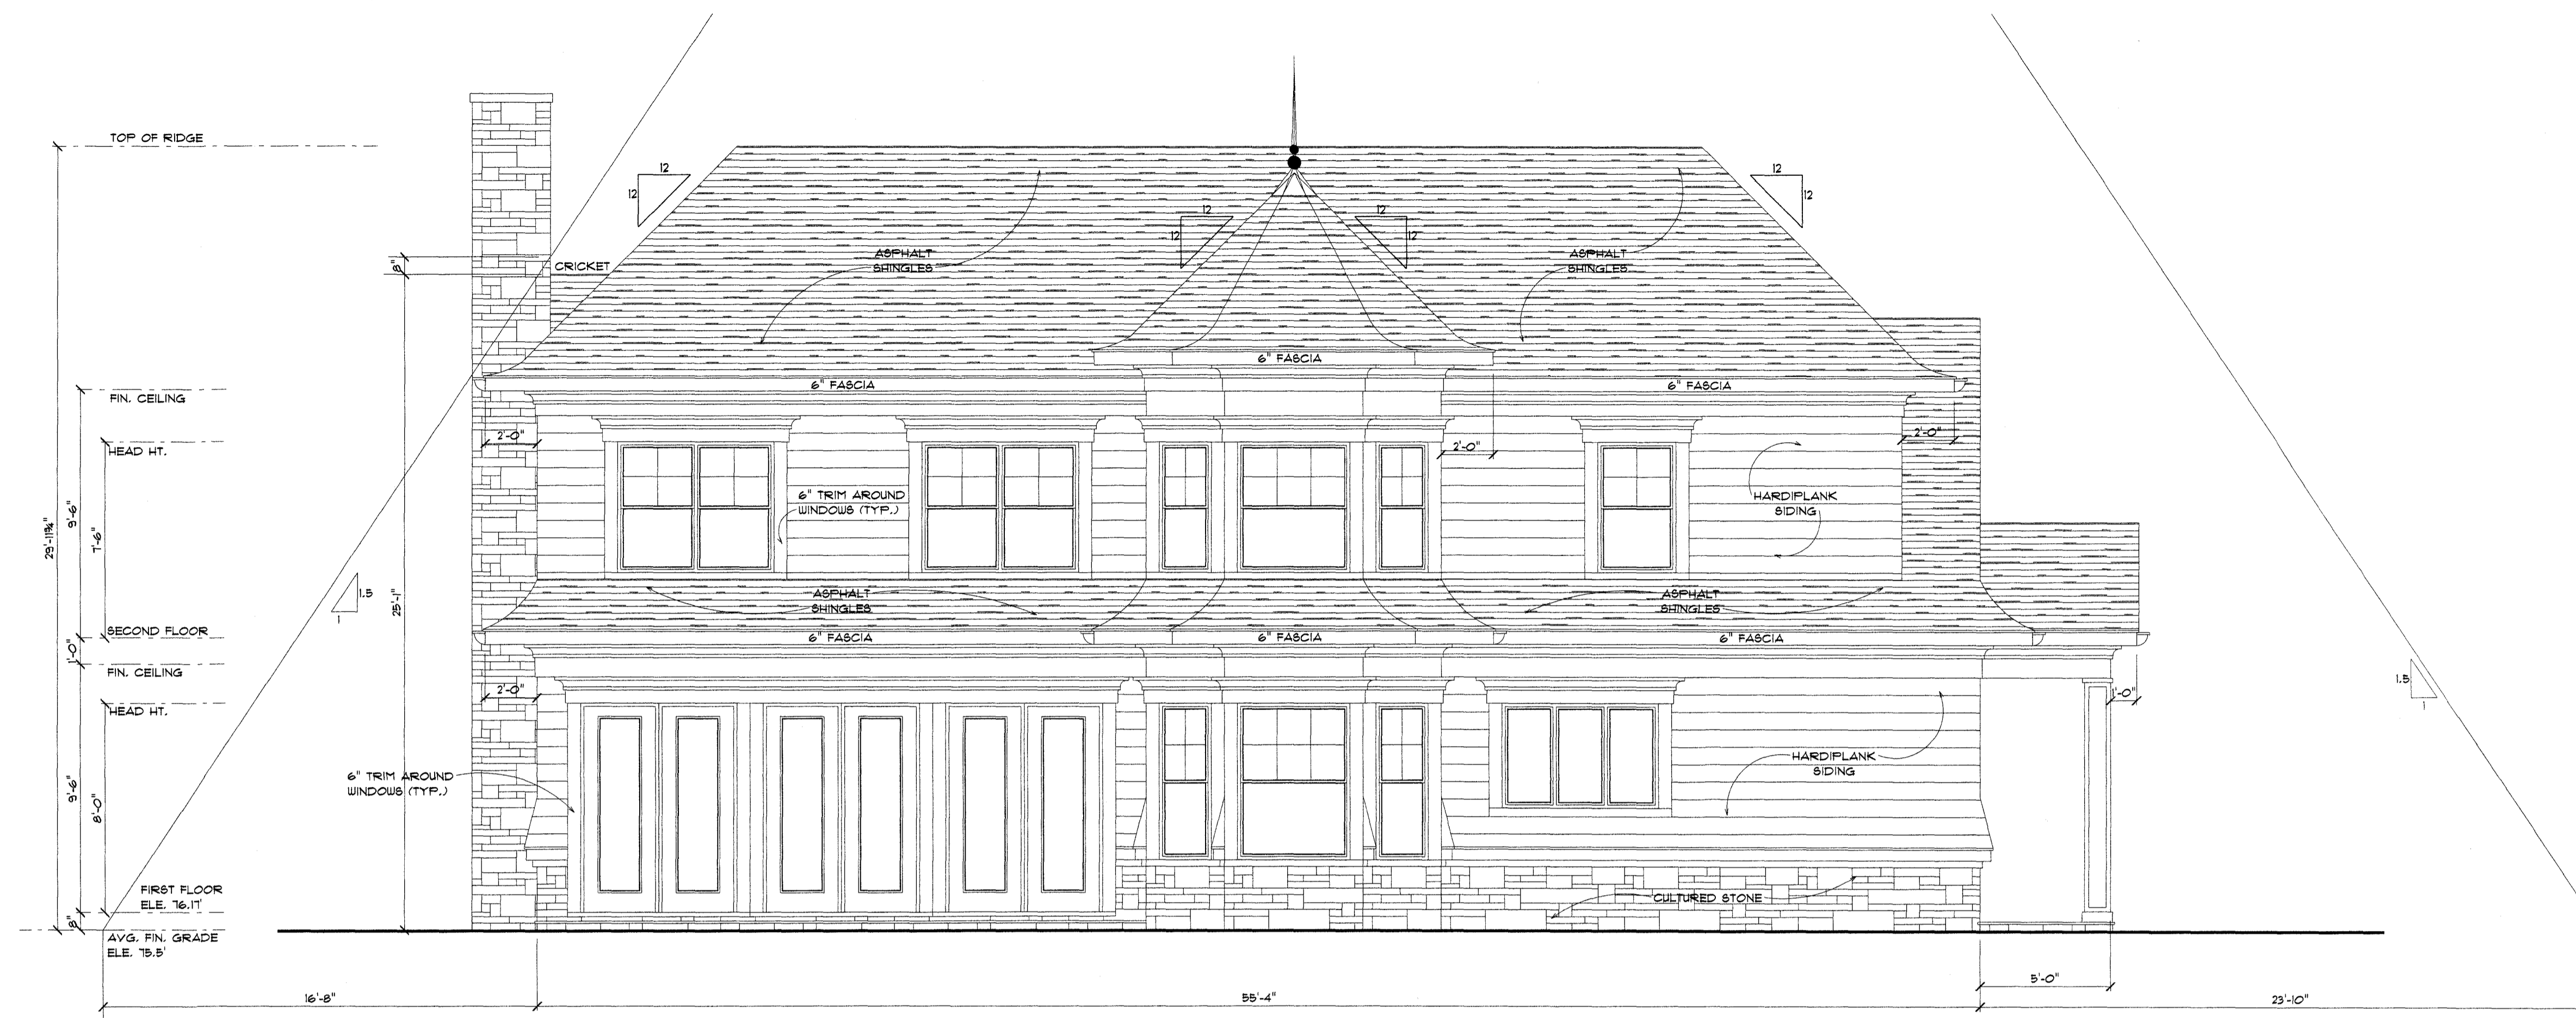 TOP OF RIDGE
12
12
12
12
12
12
12
12
ASPHALT
SHINGLES
ASPHALT
SHINGLES
CRICKET
8"
6" FASCIA
6" FASCIA
6" FASCIA
FIN. CEILING
2'-0"
2'-0"
2'-0"
HEAD HT.
6" TRIM AROUND
WINDOWS (TYP.)
HARDIPLANK
SIDING
29'-11¾"
9'-6"
7'-6"
25'-1"
1.5
1
ASPHALT
SHINGLES
ASPHALT
SHINGLES
SECOND FLOOR
6" FASCIA
6" FASCIA
6" FASCIA
1'-0"
FIN. CEILING
2'-0"
1'-0"
1.5
1
HEAD HT.
6" TRIM AROUND
WINDOWS (TYP.)
HARDIPLANK
SIDING
9'-6"
8'-0"
FIRST FLOOR
ELE. 76.17'
CULTURED STONE
8"
AVG. FIN. GRADE
ELE. 75.5'
5'-0"
16'-8"
55'-4"
23'-10"